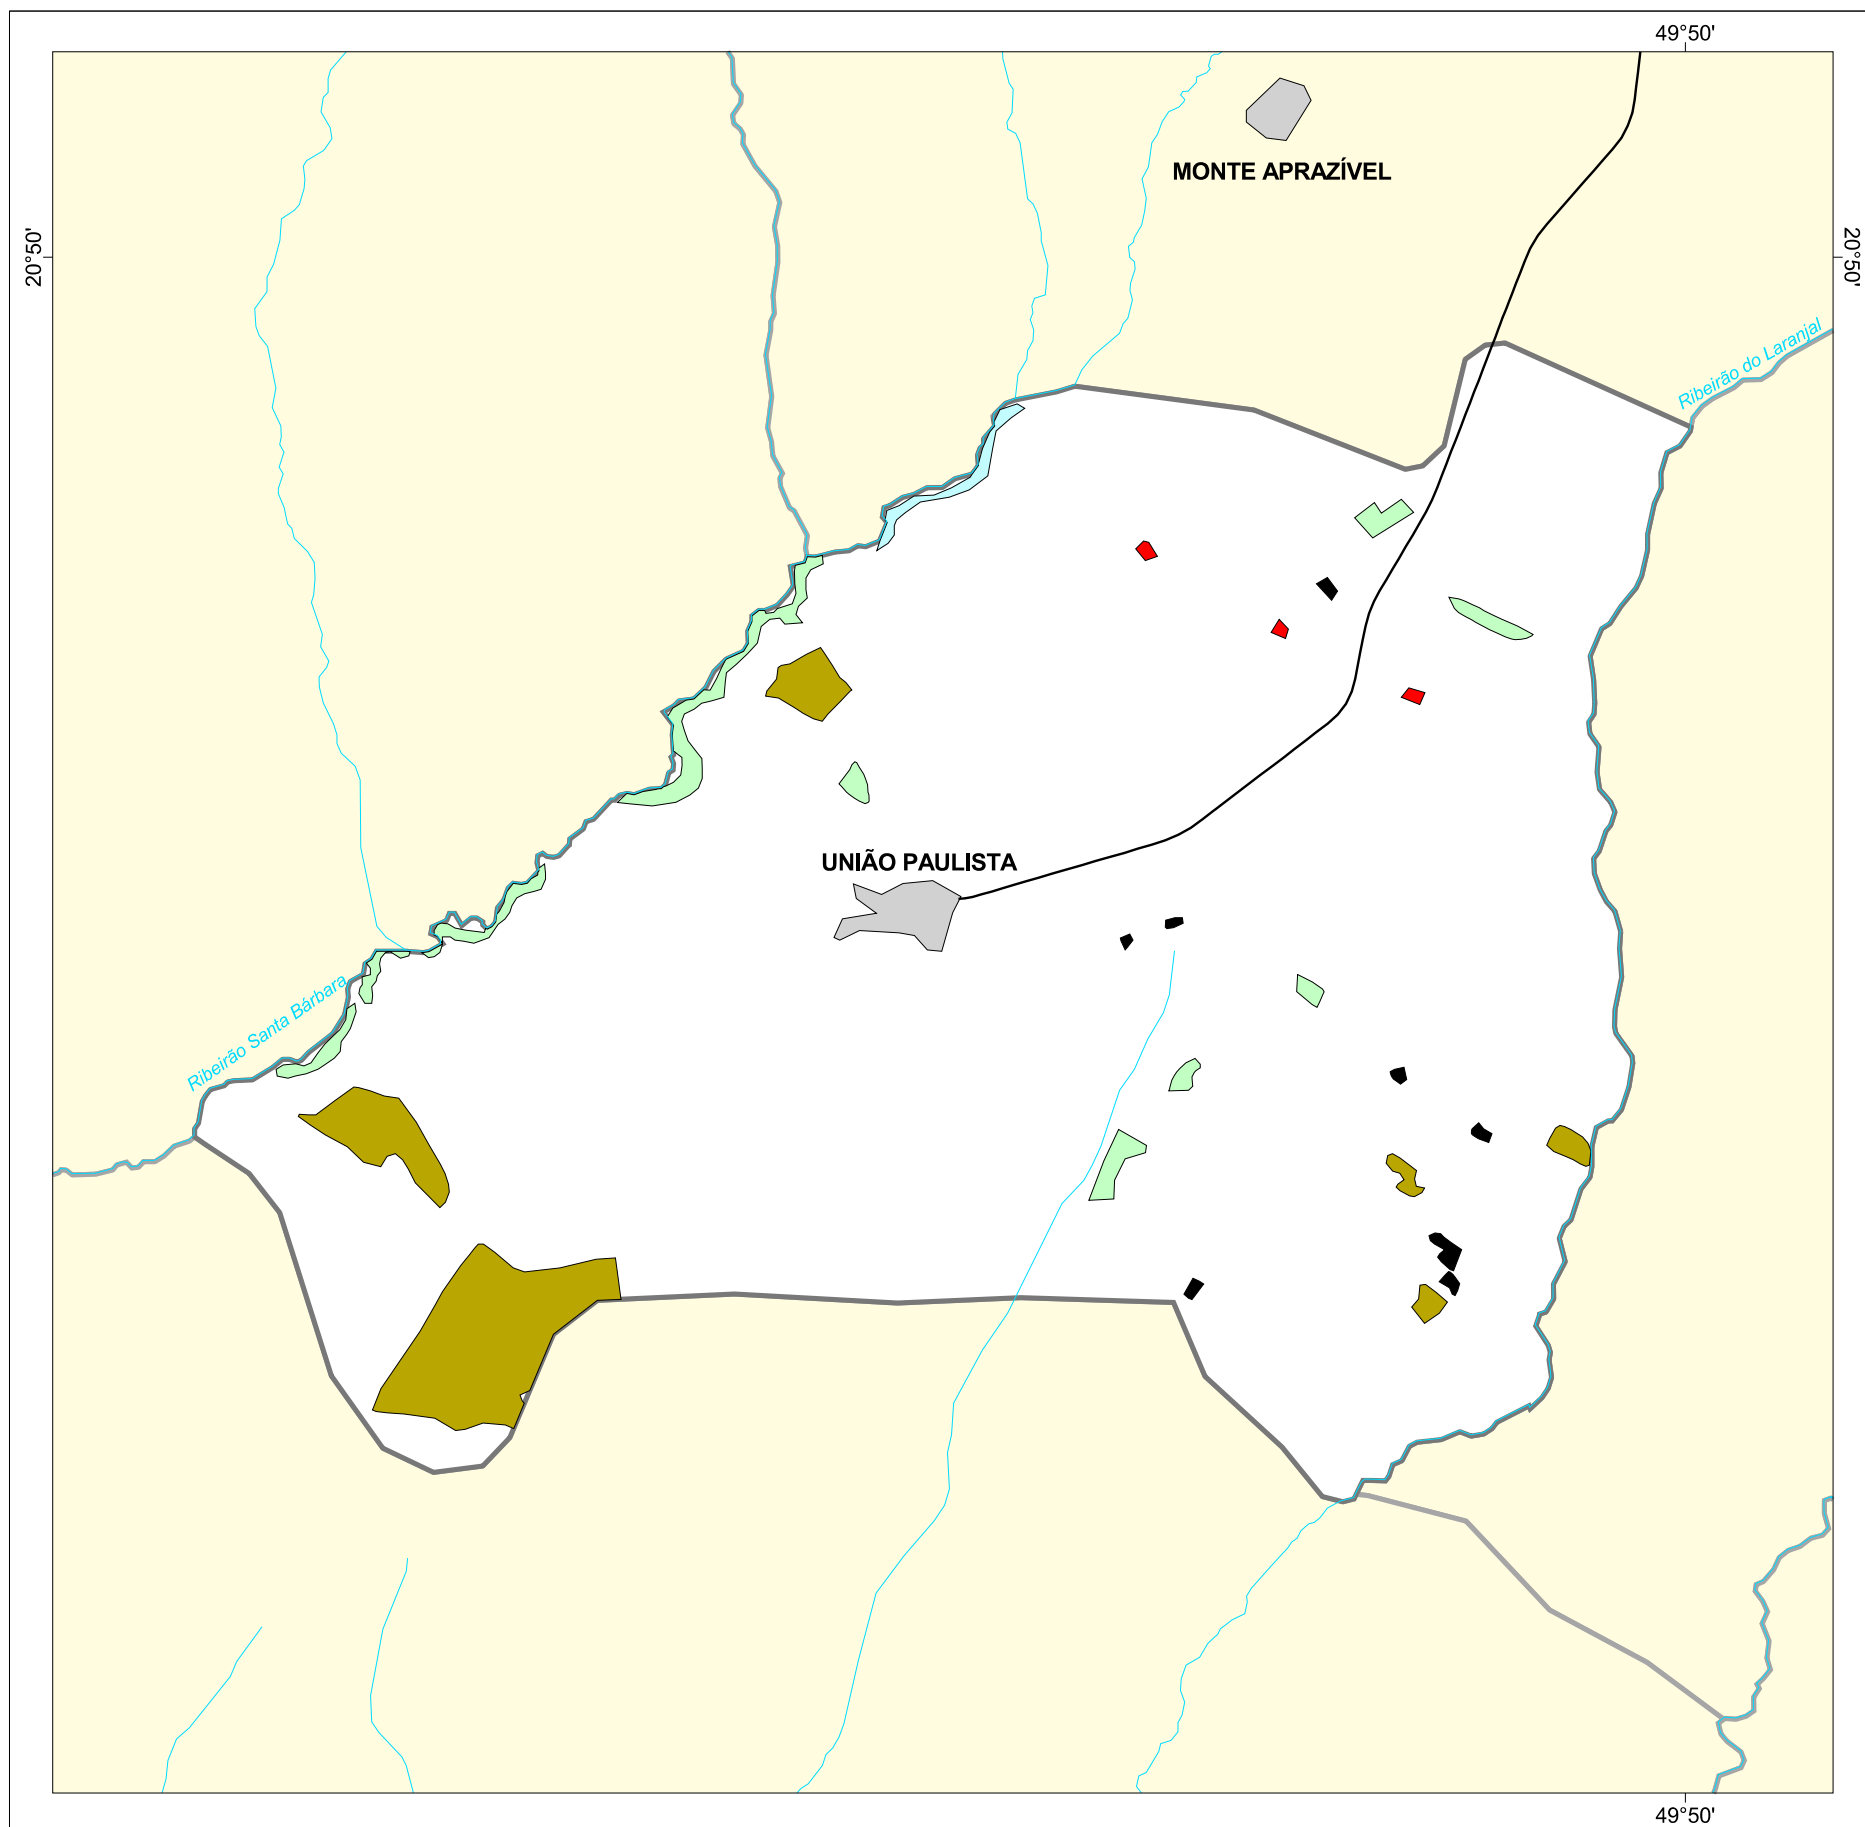 49°50'
MONTE APRAZÍVEL
20°50'
20°50'
Ribeirão do Laranjal
UNIÃO PAULISTA
Ribeirão Santa Bárbara
49°50'